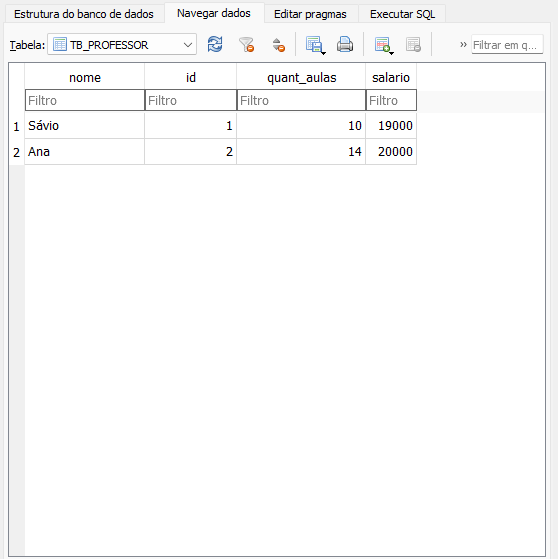 Estrutura do banco de dados Navegar dados Editar pragmas Executar SQL
Tabela: TB_PROFESSOR » Filtrar em q...
nome id quant_aulas salario
Filtro Filtro Filtro Filtro
1 Sávio 1 10 19000
2 Ana 2 14 20000